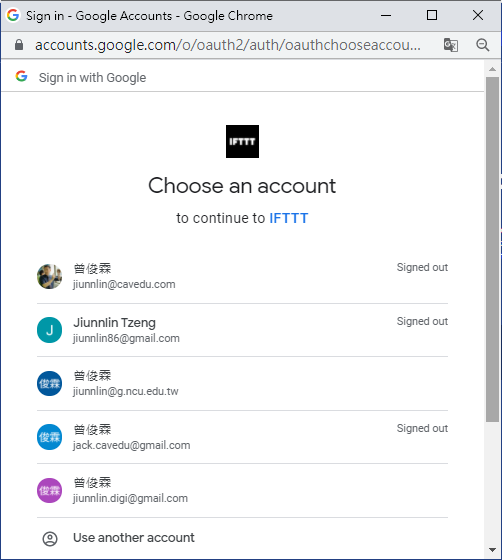 Sign in - Google Accounts - Google Chrome
accounts.google.com/o/oauth2/auth/oauthchooseaccou...
Sign in with Google
IFTTT
Choose an account
to continue to IFTTT
曾俊霖
Signed out
jiunnlin@cavedu.com
J
Jiunnlin Tzeng
Signed out
jiunnlin86@gmail.com
俊霖
曾俊霖
jiunnlin@g.ncu.edu.tw
俊霖
曾俊霖
Signed out
jack.cavedu@gmail.com
俊霖
曾俊霖
jiunnlin.digi@gmail.com
Use another account